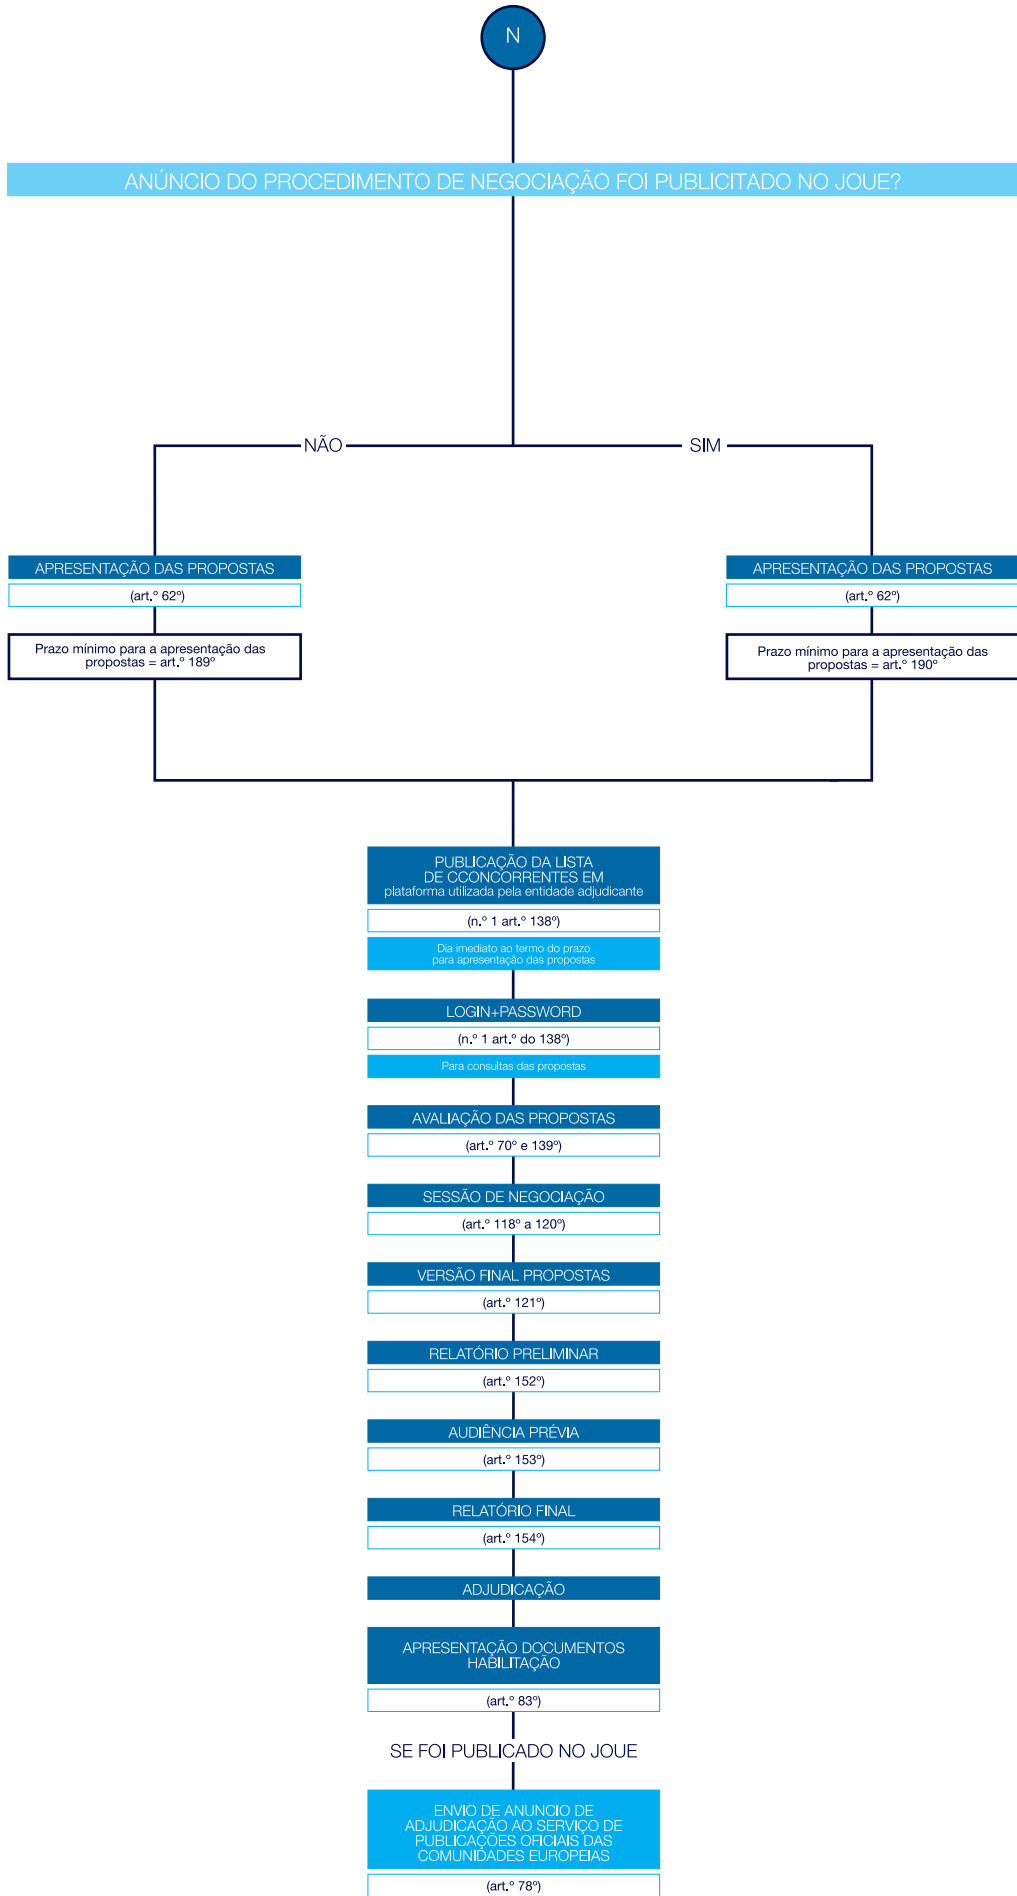 N
ANÚNCIO DO PROCEDIMENTO DE NEGOCIAÇÃO FOI PUBLICITADO NO JOUE?
NÃO
SIM
APRESENTAÇÃO DAS PROPOSTAS
(art.º 62º)
Prazo mínimo para a apresentação das
propostas = art.º 189º
APRESENTAÇÃO DAS PROPOSTAS
(art.º 62º)
Prazo mínimo para a apresentação das
propostas = art.º 190º
PUBLICAÇÃO DA LISTA
DE CCONCORRENTES EM
plataforma utilizada pela entidade adjudicante
(n.º 1 art.º 138º)
Dia imediato ao termo do prazo
para apresentação das propostas
LOGIN+PASSWORD
(n.º 1 art.º do 138º)
Para consultas das propostas
AVALIAÇÃO DAS PROPOSTAS
(art.º 70º e 139º)
SESSÃO DE NEGOCIAÇÃO
(art.º 118º a 120º)
VERSÃO FINAL PROPOSTAS
(art.º 121º)
RELATÓRIO PRELIMINAR
(art.º 152º)
AUDIÊNCIA PRÉVIA
(art.º 153º)
RELATÓRIO FINAL
(art.º 154º)
ADJUDICAÇÃO
APRESENTAÇÃO DOCUMENTOS
HABILITAÇÃO
(art.º 83º)
SE FOI PUBLICADO NO JOUE
ENVIO DE ANUNCIO DE
ADJUDICAÇÃO AO SERVIÇO DE
PUBLICAÇÕES OFICIAIS DAS
COMUNIDADES EUROPEIAS
(art.º 78º)